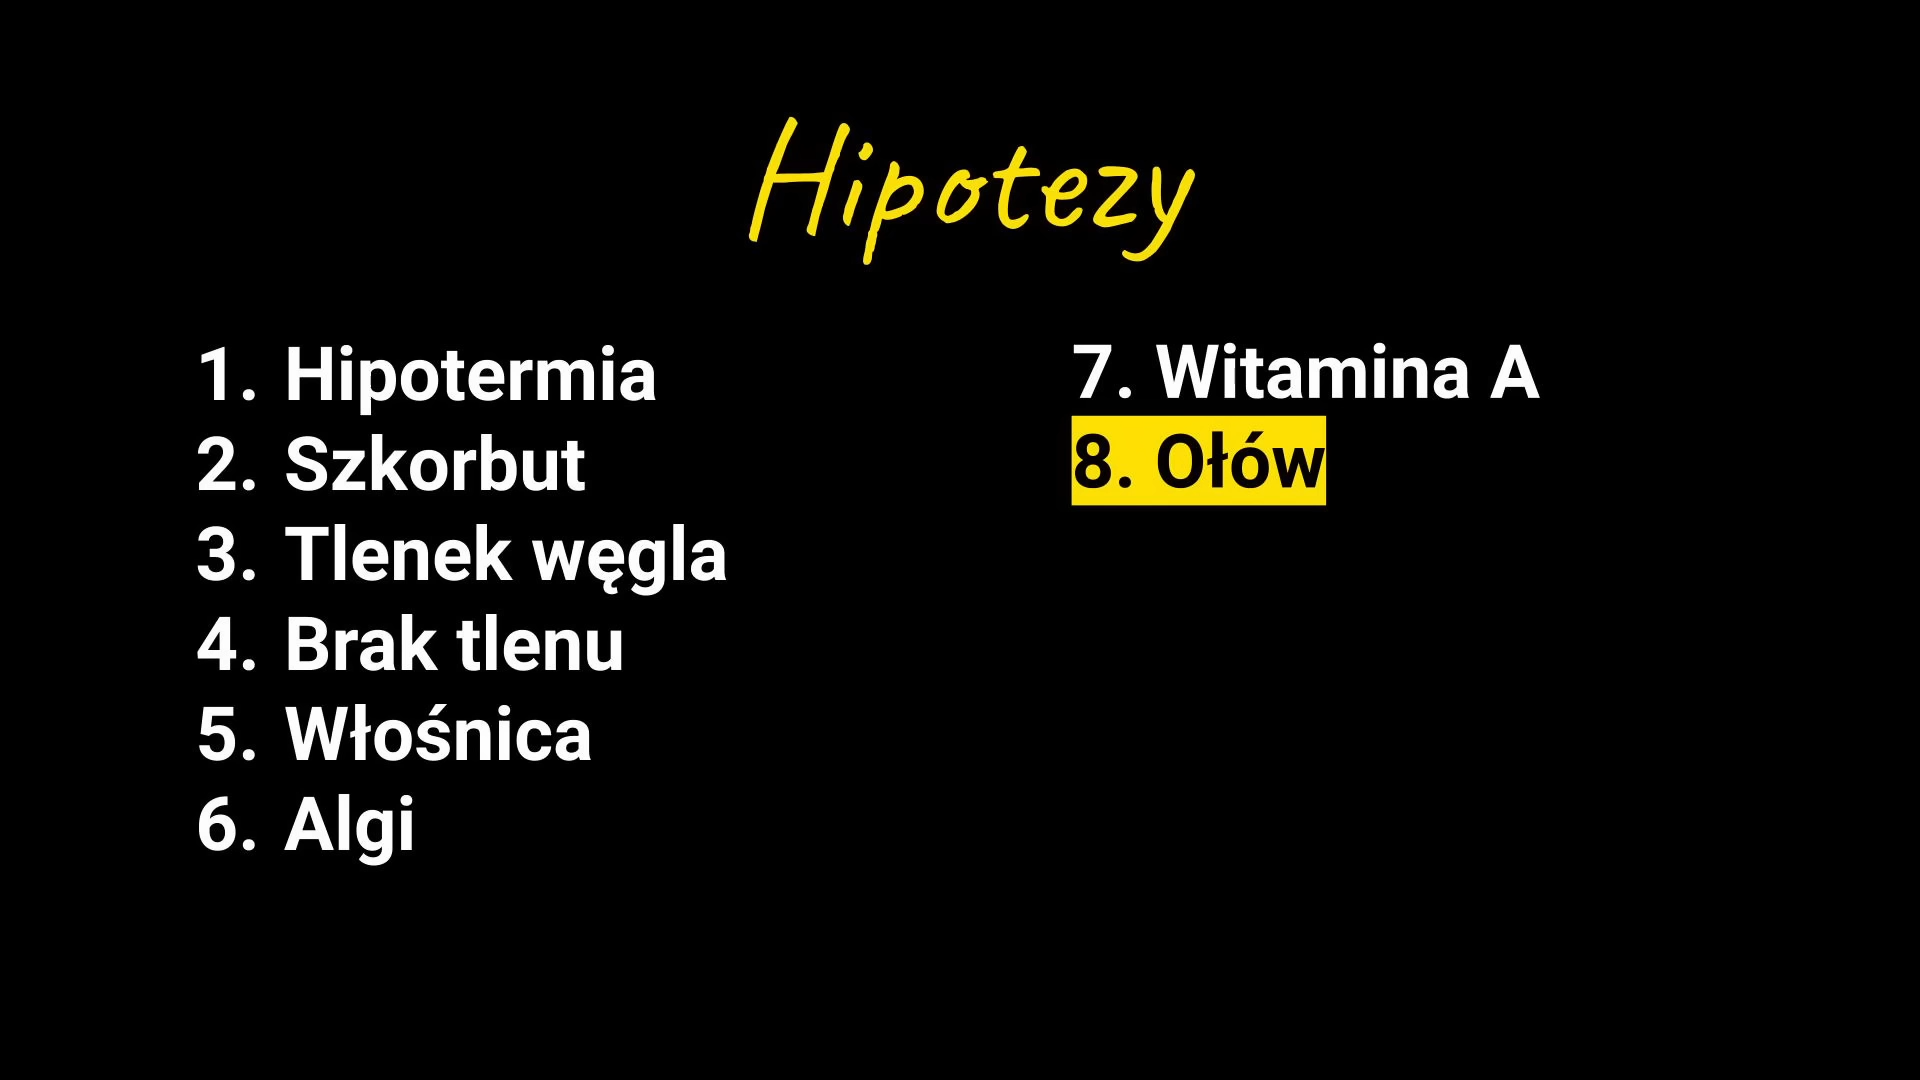 Hipotezy
1. Hipotermia
2. Szkorbut
3. Tlenek węgla
4. Brak tlenu
5. Włośnica
6. Algi
7. Witamina A
8. Ołów